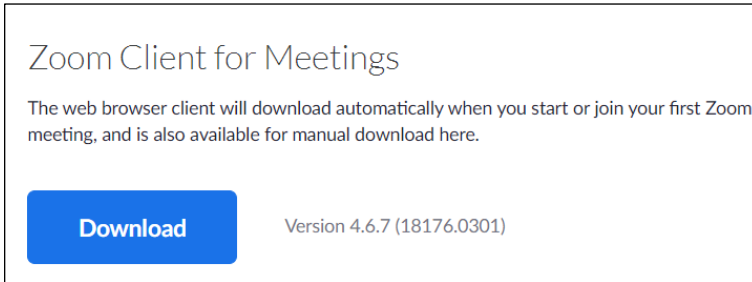 Zoom Client for Meetings
The web browser client will download automatically when you start or join your first Zoom
meeting, and is also available for manual download here.
Download
Version 4.6.7 (18176.0301)